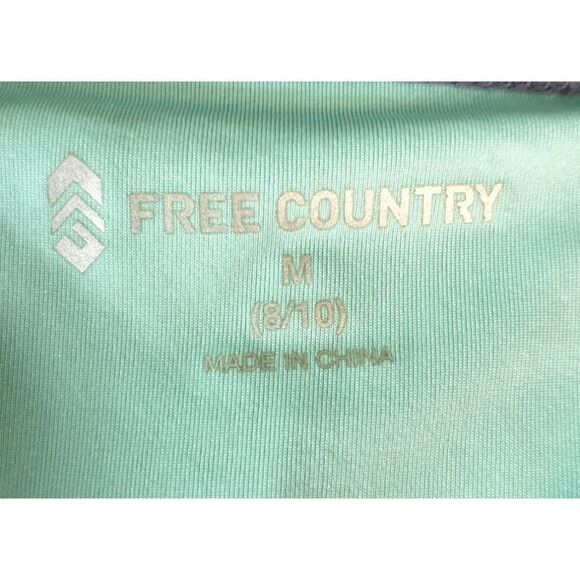 FREE COUNTRY
M
(8/10)
MADE IN CHINA